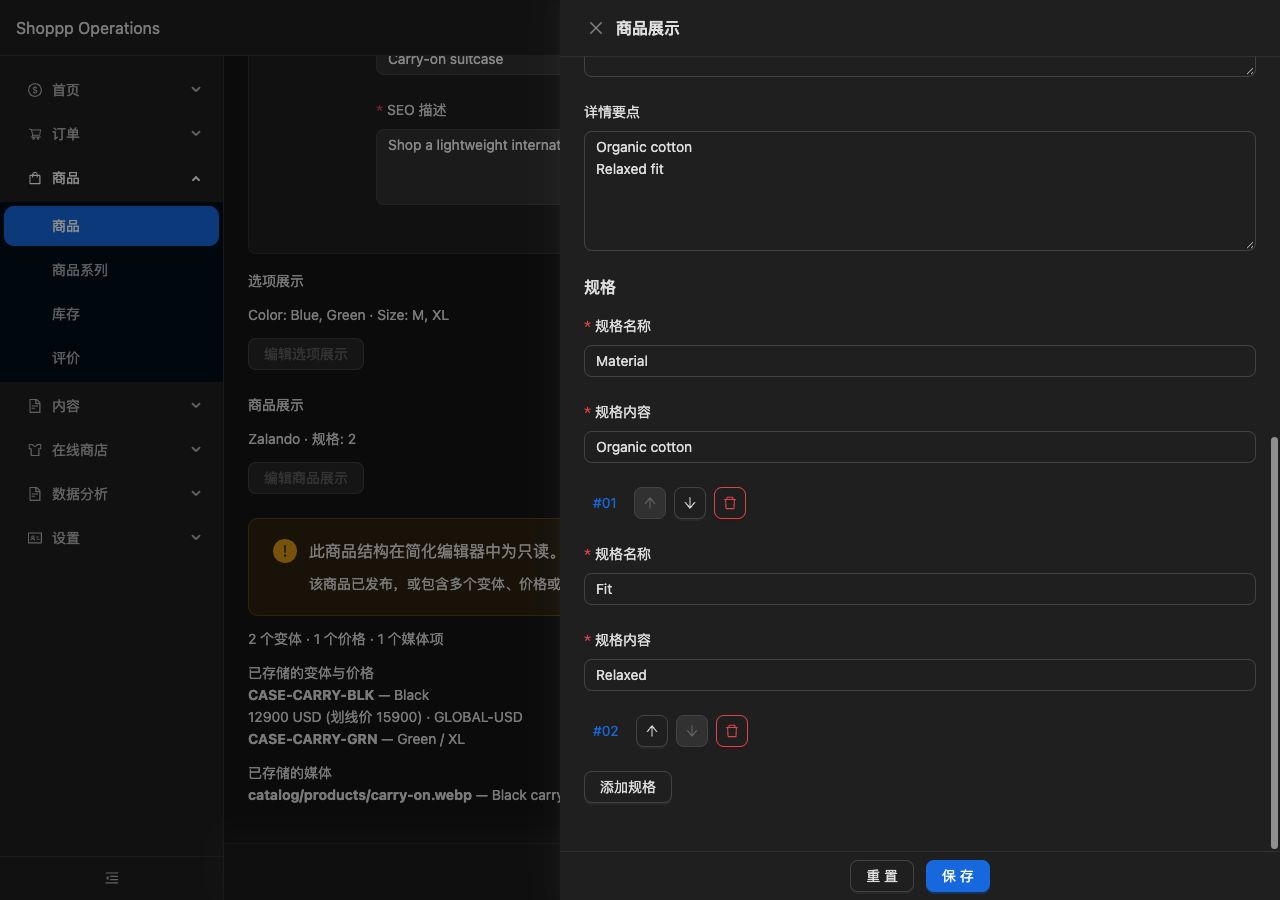 Shoppp Operations
首页
订单
商品
商品
商品系列
库存
评价
内容
在线商店
数据分析
设置
Carry-on suitcase
* SEO 描述
Shop a lightweight internat
选项展示
Color: Blue, Green · Size: M, XL
编辑选项展示
商品展示
Zalando · 规格: 2
编辑商品展示
此商品结构在简化编辑器中为只读。
该商品已发布，或包含多个变体、价格或
2 个变体 · 1 个价格 · 1 个媒体项
已存储的变体与价格
CASE-CARRY-BLK — Black
12900 USD (划线价 15900) · GLOBAL-USD
CASE-CARRY-GRN — Green / XL
已存储的媒体
catalog/products/carry-on.webp — Black carry
商品展示
详情要点
Organic cotton
Relaxed fit
规格
* 规格名称
Material
* 规格内容
Organic cotton
#01
* 规格名称
Fit
* 规格内容
Relaxed
#02
添加规格
重 置
保 存